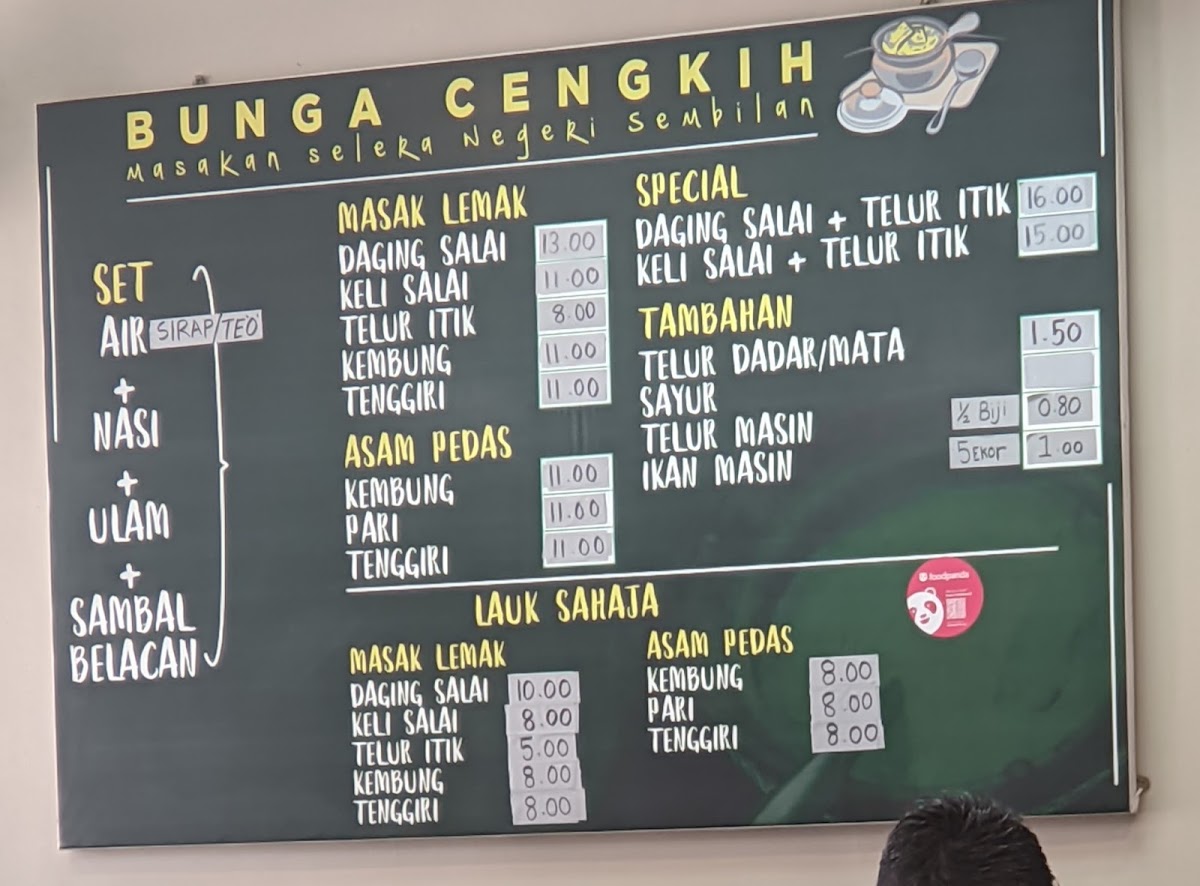 BUNGA CENGKIH
Masakan selera Negeri Sembilan
SET
AIR SIRAP/TEO
+
NASI
+
ULAM
+
SAMBAL
BELACAN
MASAK LEMAK
DAGING SALAI 13.00
KELI SALAI 11.00
TELUR ITIK 8.00
KEMBUNG 11.00
TENGGIRI 11.00
ASAM PEDAS
KEMBUNG 11.00
PARI 11.00
TENGGIRI 11.00
SPECIAL
DAGING SALAI + TELUR ITIK 16.00
KELI SALAI + TELUR ITIK 15.00
TAMBAHAN
TELUR DADAR/MATA 1.50
SAYUR
TELUR MASIN ½ Biji 0.80
IKAN MASIN 5 EKOR 1.00
foodpanda
LAUK SAHAJA
MASAK LEMAK
DAGING SALAI 10.00
KELI SALAI 8.00
TELUR ITIK 5.00
KEMBUNG 8.00
TENGGIRI 8.00
ASAM PEDAS
KEMBUNG 8.00
PARI 8.00
TENGGIRI 8.00